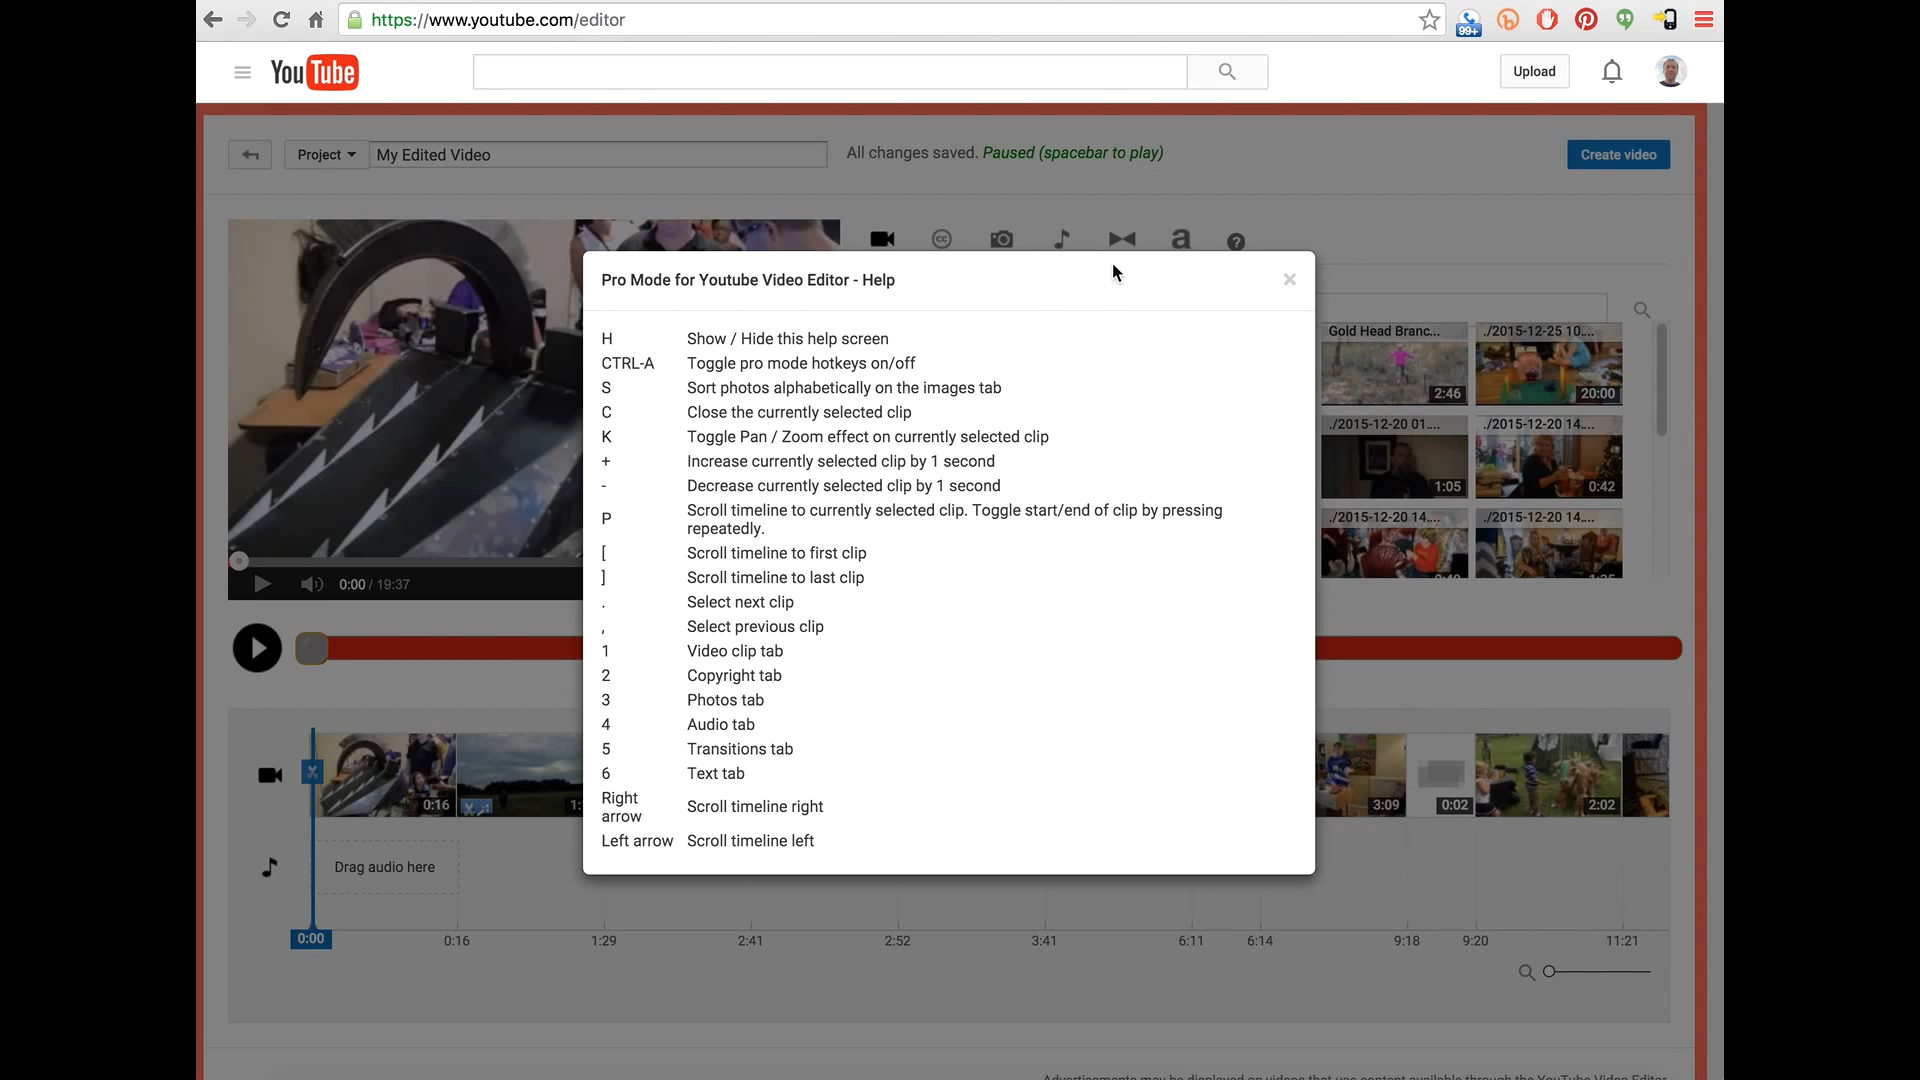 https://www.youtube.com/editor
99+
YouTube
Upload
Project
My Edited Video
All changes saved. Paused (spacebar to play)
Create video
a
?
Pro Mode for Youtube Video Editor - Help
×
H Show / Hide this help screen
CTRL-A Toggle pro mode hotkeys on/off
S Sort photos alphabetically on the images tab
C Close the currently selected clip
K Toggle Pan / Zoom effect on currently selected clip
+ Increase currently selected clip by 1 second
- Decrease currently selected clip by 1 second
P Scroll timeline to currently selected clip. Toggle start/end of clip by pressing
repeatedly.
[ Scroll timeline to first clip
] Scroll timeline to last clip
. Select next clip
, Select previous clip
1 Video clip tab
2 Copyright tab
3 Photos tab
4 Audio tab
5 Transitions tab
6 Text tab
Right
arrow Scroll timeline right
Left arrow Scroll timeline left
Gold Head Branc... ./2015-12-25 10....
2:46 20:00
./2015-12-20 01.... ./2015-12-20 14....
1:05 0:42
./2015-12-20 14.... ./2015-12-20 14....
0:00 / 19:37
0:16 3:09 0:02 2:02
Drag audio here
0:00 0:16 1:29 2:41 2:52 3:41 6:11 6:14 9:18 9:20 11:21